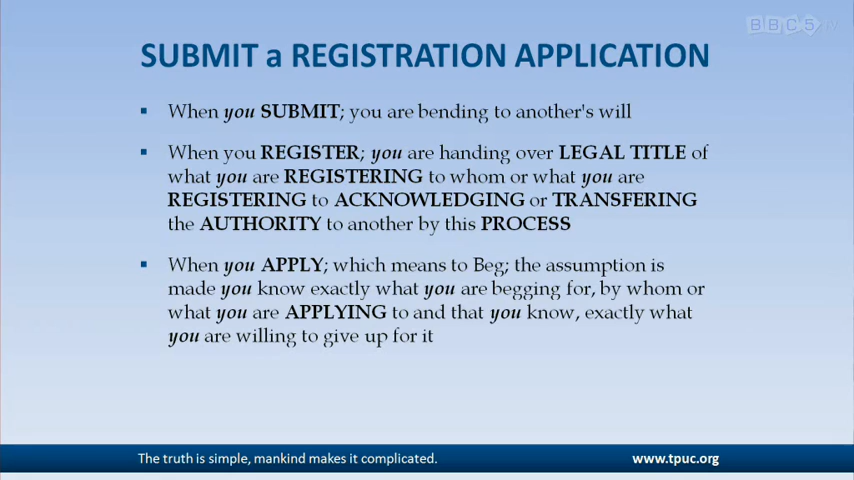 BBC5.TV
SUBMIT a REGISTRATION APPLICATION
▪ When you SUBMIT; you are bending to another's will
▪ When you REGISTER; you are handing over LEGAL TITLE of
what you are REGISTERING to whom or what you are
REGISTERING to ACKNOWLEDGING or TRANSFERING
the AUTHORITY to another by this PROCESS
▪ When you APPLY; which means to Beg; the assumption is
made you know exactly what you are begging for, by whom or
what you are APPLYING to and that you know, exactly what
you are willing to give up for it
The truth is simple, mankind makes it complicated.
www.tpuc.org